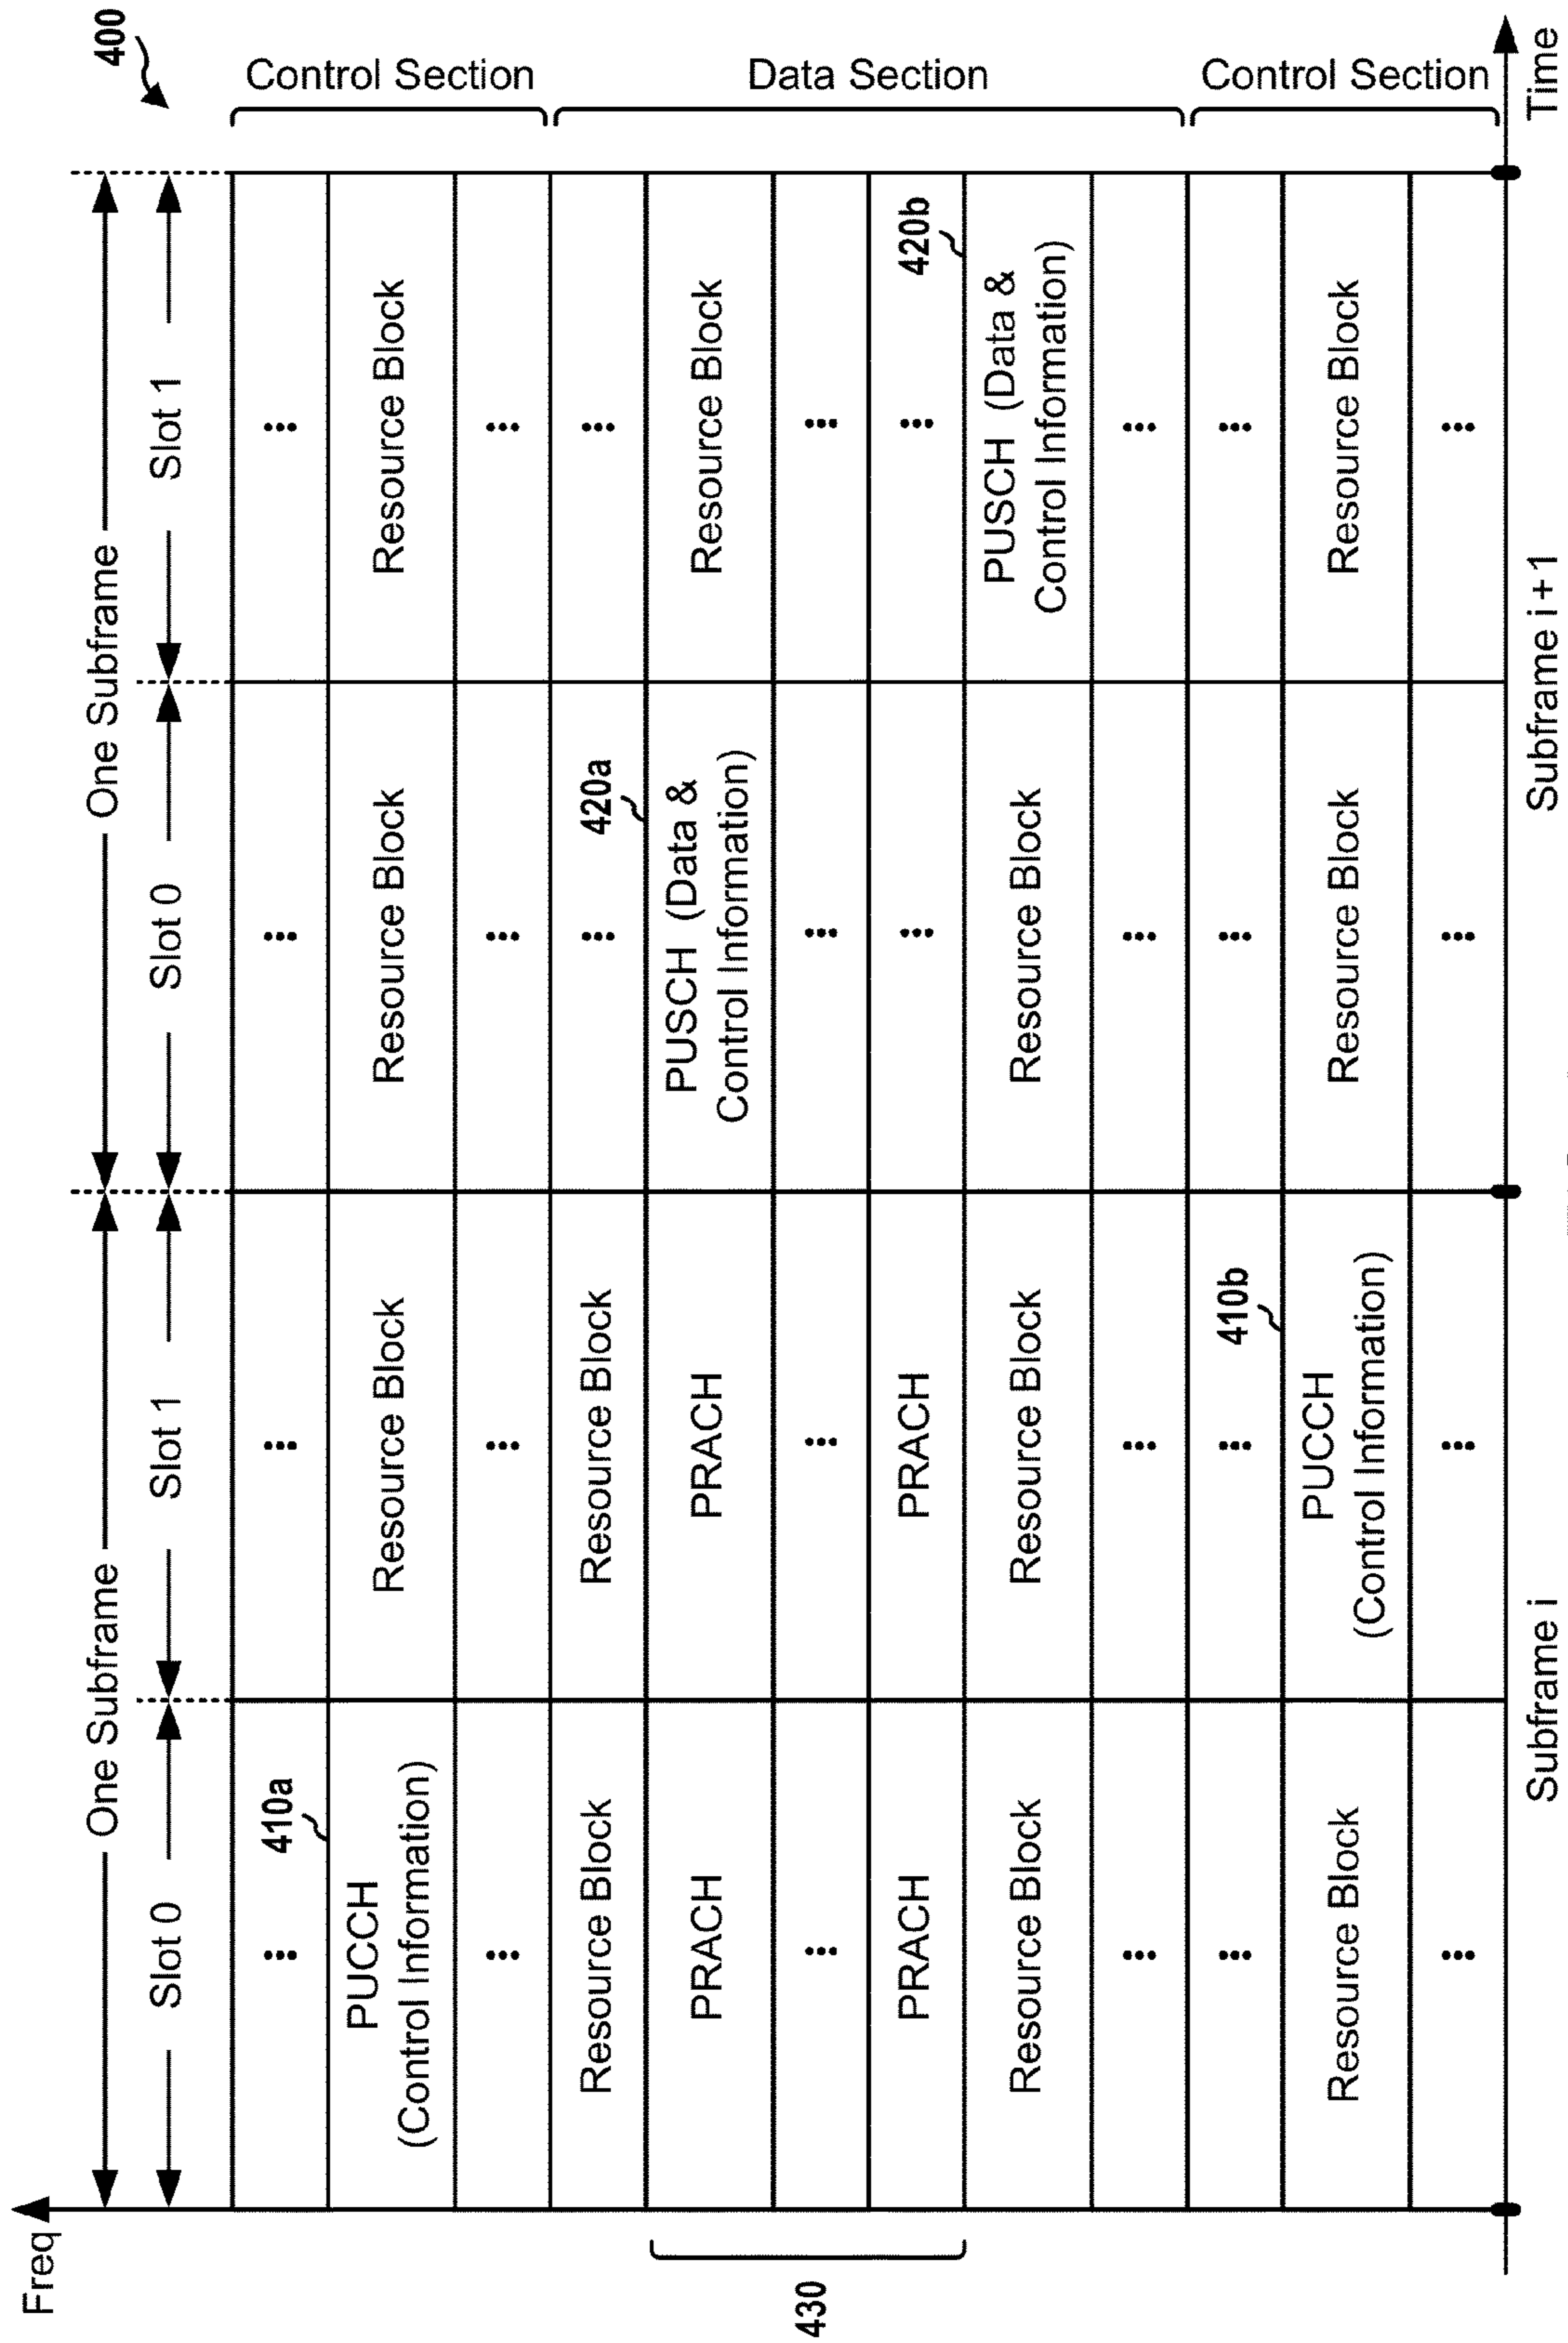 Freq
400
One Subframe
One Subframe
Slot 0
Slot 1
Slot 0
Slot 1
410a
PUCCH
(Control Information)
Resource Block
Resource Block
Resource Block
Control Section
Resource Block
Resource Block
420a
PRACH
PRACH
PUSCH (Data &
Control Information)
Resource Block
430
Data Section
PRACH
PRACH
420b
Resource Block
Resource Block
Resource Block
PUSCH (Data &
Control Information)
410b
Resource Block
PUCCH
(Control Information)
Resource Block
Resource Block
Control Section
Subframe i
Subframe i + 1
Time